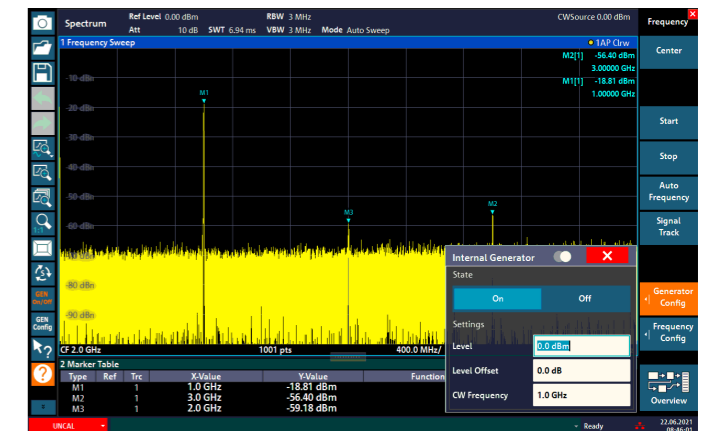 Spectrum
Ref Level 0.00 dBm RBW 3 MHz CWSource 0.00 dBm
Att 10 dB SWT 6.94 ms VBW 3 MHz Mode Auto Sweep
Frequency
1 Frequency Sweep 1AP Clrw
M2[1] -56.40 dBm
3.00000 GHz
M1[1] -18.81 dBm
1.00000 GHz
-10 dBm
-20 dBm
-30 dBm
-40 dBm
-50 dBm
-60 dBm
-80 dBm
-90 dBm
M1
M2
M3
CF 2.0 GHz 1001 pts 400.0 MHz/
2 Marker Table
Type Ref Trc X-Value Y-Value Function
M1 1 1.0 GHz -18.81 dBm
M2 1 3.0 GHz -56.40 dBm
M3 1 2.0 GHz -59.18 dBm
Internal Generator
State
On Off
Settings
Level 0.0 dBm
Level Offset 0.0 dB
CW Frequency 1.0 GHz
Center
Start
Stop
Auto
Frequency
Signal
Track
Generator
Config
Frequency
Config
Overview
1:1
GEN
On/Off
GEN
Config
UNCAL
Ready
22.06.2021
08:46:01